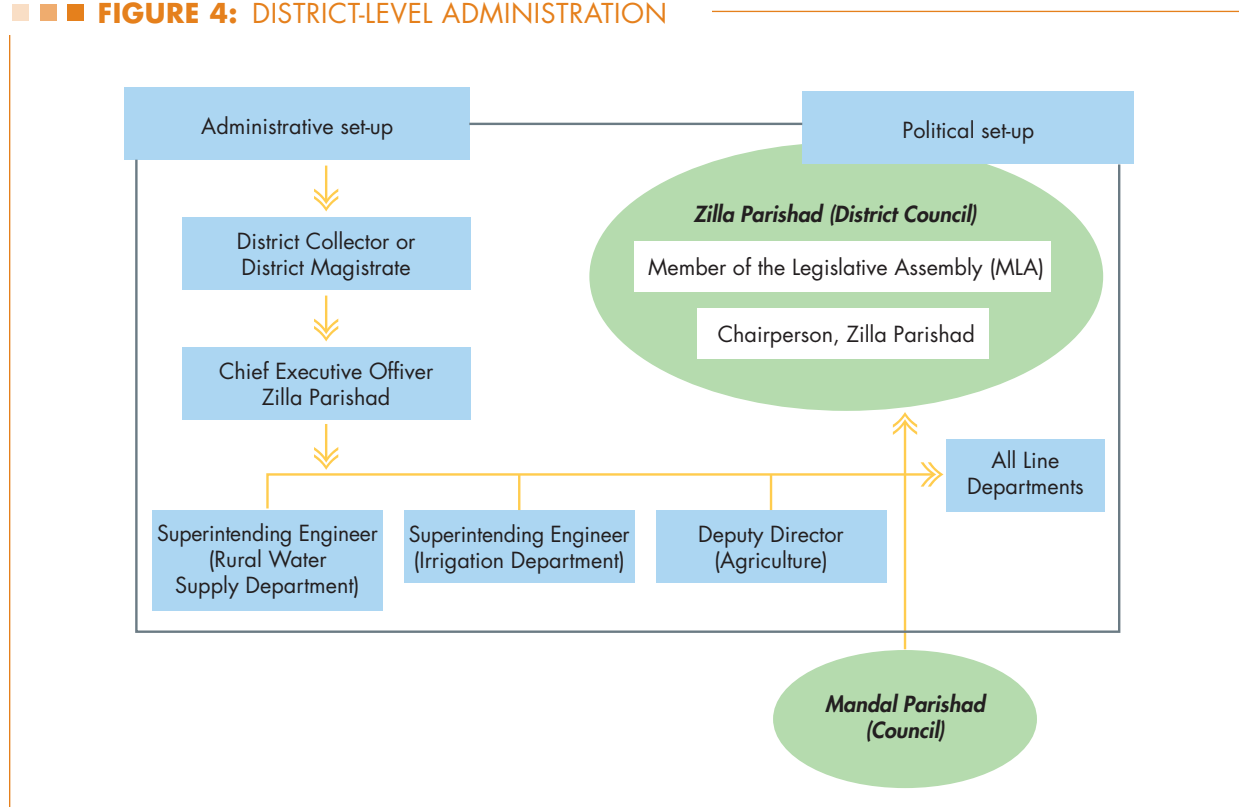 FIGURE 4: DISTRICT-LEVEL ADMINISTRATION
Administrative set-up
Political set-up
District Collector or
District Magistrate
Chief Executive Offiver
Zilla Parishad
Zilla Parishad (District Council)
Member of the Legislative Assembly (MLA)
Chairperson, Zilla Parishad
All Line
Departments
Superintending Engineer
(Rural Water
Supply Department)
Superintending Engineer
(Irrigation Department)
Deputy Director
(Agriculture)
Mandal Parishad
(Council)